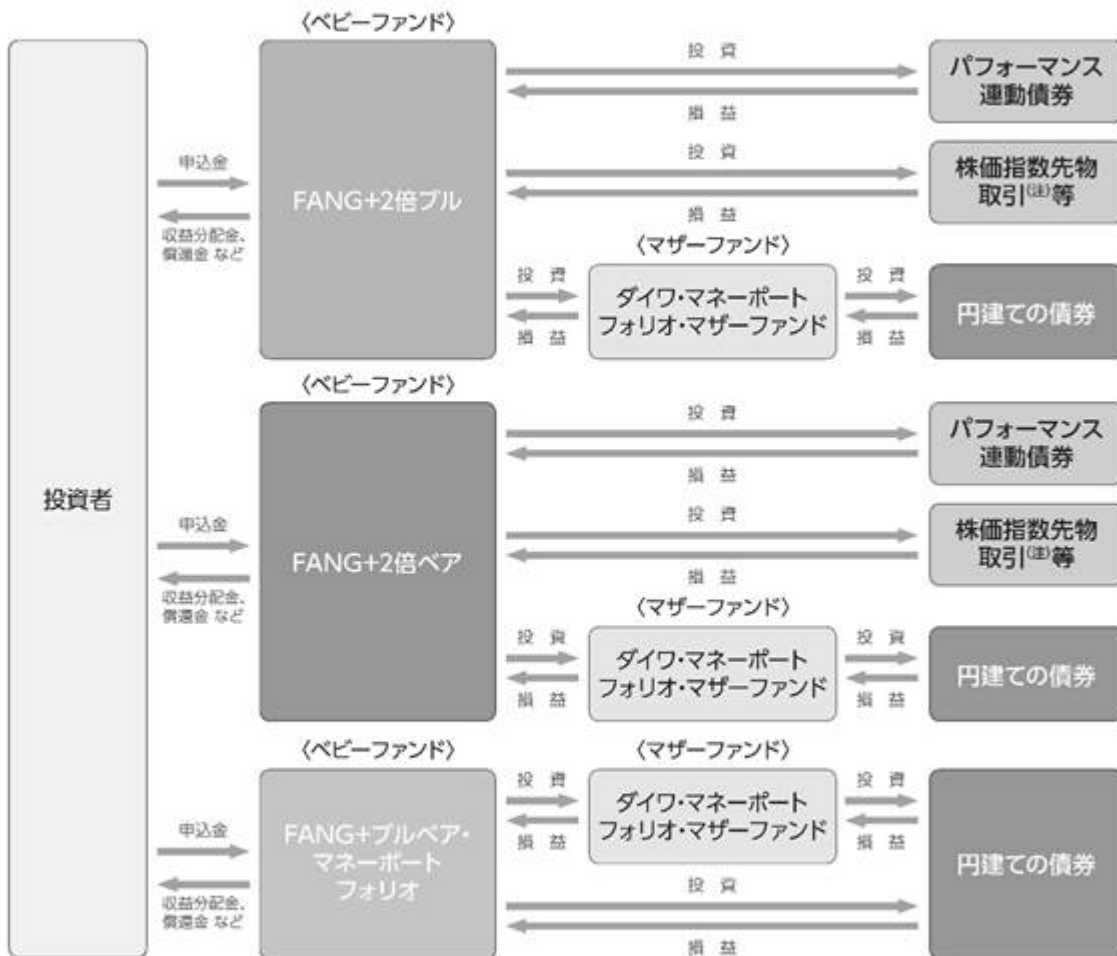 〈ベビーファンド〉
投資
パフォーマンス
連動債券
損益
申込金
投資
FANG+2倍ブル
株価指数先物
取引(注)等
損益
収益分配金、
償還金 など
〈マザーファンド〉
投資
ダイワ・マネーポート
フォリオ・マザーファンド
投資
円建ての債券
損益
損益
〈ベビーファンド〉
投資
パフォーマンス
連動債券
損益
投資者
申込金
投資
FANG+2倍ベア
株価指数先物
取引(注)等
損益
収益分配金、
償還金 など
〈マザーファンド〉
投資
ダイワ・マネーポート
フォリオ・マザーファンド
投資
円建ての債券
損益
損益
〈ベビーファンド〉
〈マザーファンド〉
投資
ダイワ・マネーポート
フォリオ・マザーファンド
投資
損益
損益
申込金
FANG+ブルベア・
マネーポート
フォリオ
円建ての債券
投資
収益分配金、
償還金 など
損益